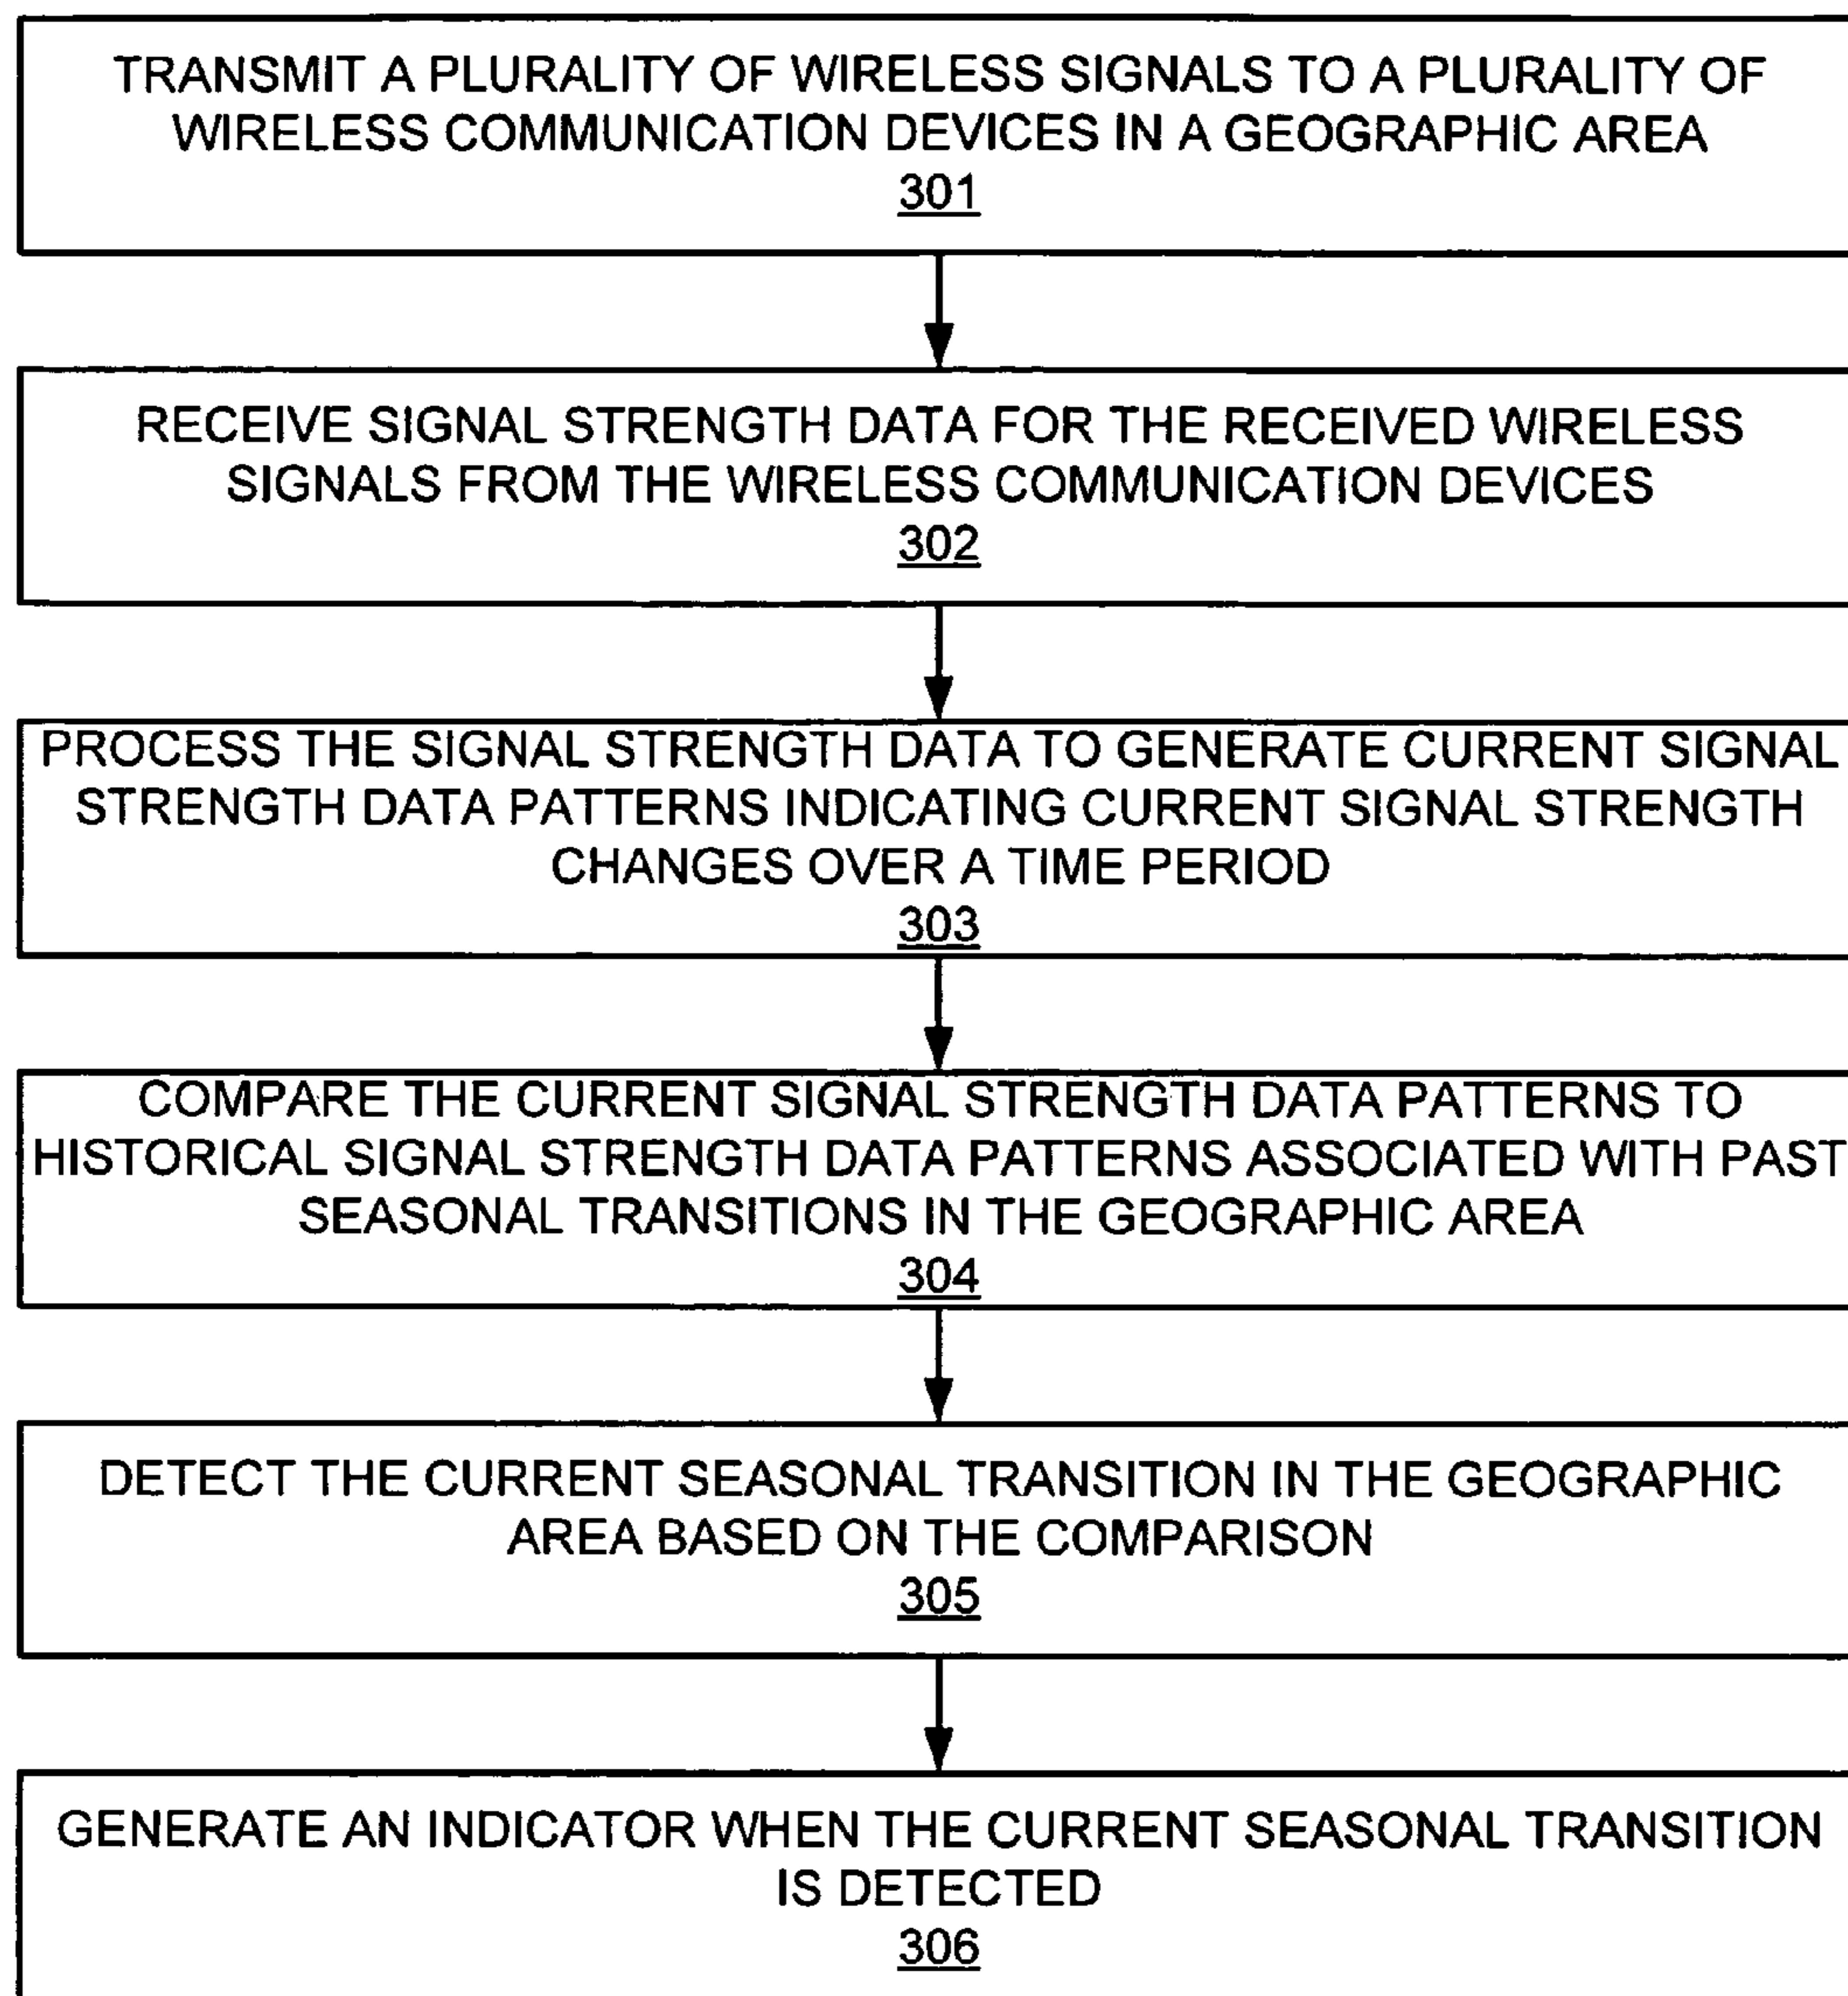 TRANSMIT A PLURALITY OF WIRELESS SIGNALS TO A PLURALITY OF
WIRELESS COMMUNICATION DEVICES IN A GEOGRAPHIC AREA
301
RECEIVE SIGNAL STRENGTH DATA FOR THE RECEIVED WIRELESS
SIGNALS FROM THE WIRELESS COMMUNICATION DEVICES
302
PROCESS THE SIGNAL STRENGTH DATA TO GENERATE CURRENT SIGNAL
STRENGTH DATA PATTERNS INDICATING CURRENT SIGNAL STRENGTH
CHANGES OVER A TIME PERIOD
303
COMPARE THE CURRENT SIGNAL STRENGTH DATA PATTERNS TO
HISTORICAL SIGNAL STRENGTH DATA PATTERNS ASSOCIATED WITH PAST
SEASONAL TRANSITIONS IN THE GEOGRAPHIC AREA
304
DETECT THE CURRENT SEASONAL TRANSITION IN THE GEOGRAPHIC
AREA BASED ON THE COMPARISON
305
GENERATE AN INDICATOR WHEN THE CURRENT SEASONAL TRANSITION
IS DETECTED
306